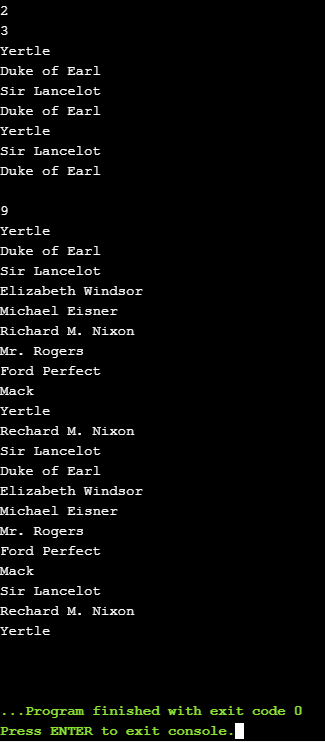 2
3
Yertle
Duke of Earl
Sir Lancelot
Duke of Earl
Yertle
Sir Lancelot
Duke of Earl

9
Yertle
Duke of Earl
Sir Lancelot
Elizabeth Windsor
Michael Eisner
Richard M. Nixon
Mr. Rogers
Ford Perfect
Mack
Yertle
Rechard M. Nixon
Sir Lancelot
Duke of Earl
Elizabeth Windsor
Michael Eisner
Mr. Rogers
Ford Perfect
Mack
Sir Lancelot
Rechard M. Nixon
Yertle

...Program finished with exit code 0
Press ENTER to exit console.